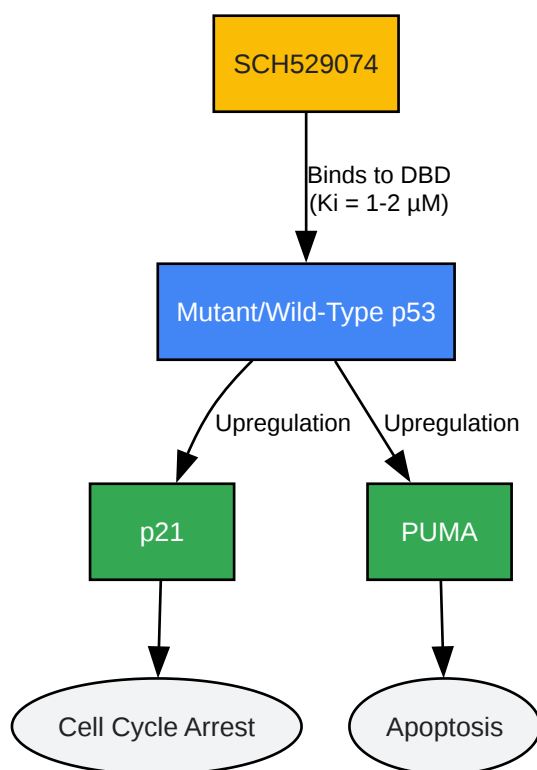 SCH529074
Binds to DBD
(Ki = 1-2 µM)
Mutant/Wild-Type p53
Upregulation
Upregulation
p21
PUMA
Cell Cycle Arrest
Apoptosis